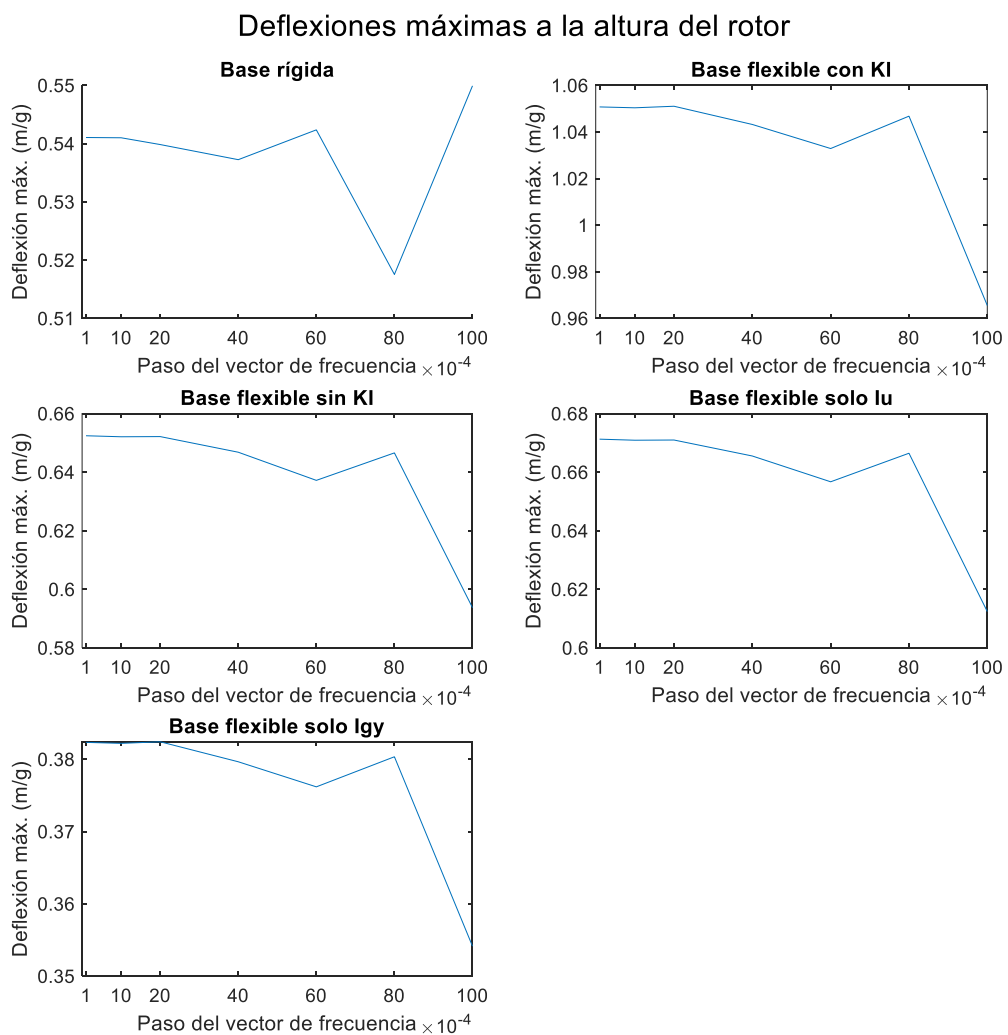 Deflexiones máximas a la altura del rotor
Base rígida
Deflexión máx. (m/g)
0.55
0.54
0.53
0.52
0.51
1 10 20 40 60 80 100
Paso del vector de frecuencia ×10-4
Base flexible con KI
Deflexión máx. (m/g)
1.06
1.04
1.02
1
0.98
0.96
1 10 20 40 60 80 100
Paso del vector de frecuencia ×10-4
Base flexible sin KI
Deflexión máx. (m/g)
0.66
0.64
0.62
0.6
0.58
1 10 20 40 60 80 100
Paso del vector de frecuencia ×10-4
Base flexible solo Iu
Deflexión máx. (m/g)
0.68
0.66
0.64
0.62
0.6
1 10 20 40 60 80 100
Paso del vector de frecuencia ×10-4
Base flexible solo Igy
Deflexión máx. (m/g)
0.38
0.37
0.36
0.35
1 10 20 40 60 80 100
Paso del vector de frecuencia ×10-4